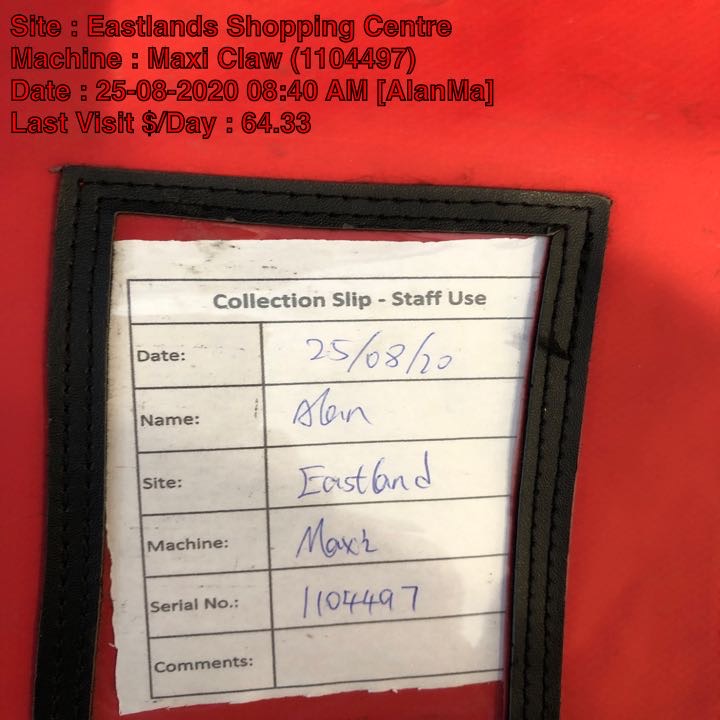 Site : Eastlands Shopping Centre
Machine : Maxi Claw (1104497)
Date : 25-08-2020 08:40 AM [AlanMa]
Last Visit $/Day : 64.33
Collection Slip - Staff Use
Date: 25/08/20
Name: Alan
Site: Eastland
Machine: Maxi
Serial No.: 1104497
Comments: